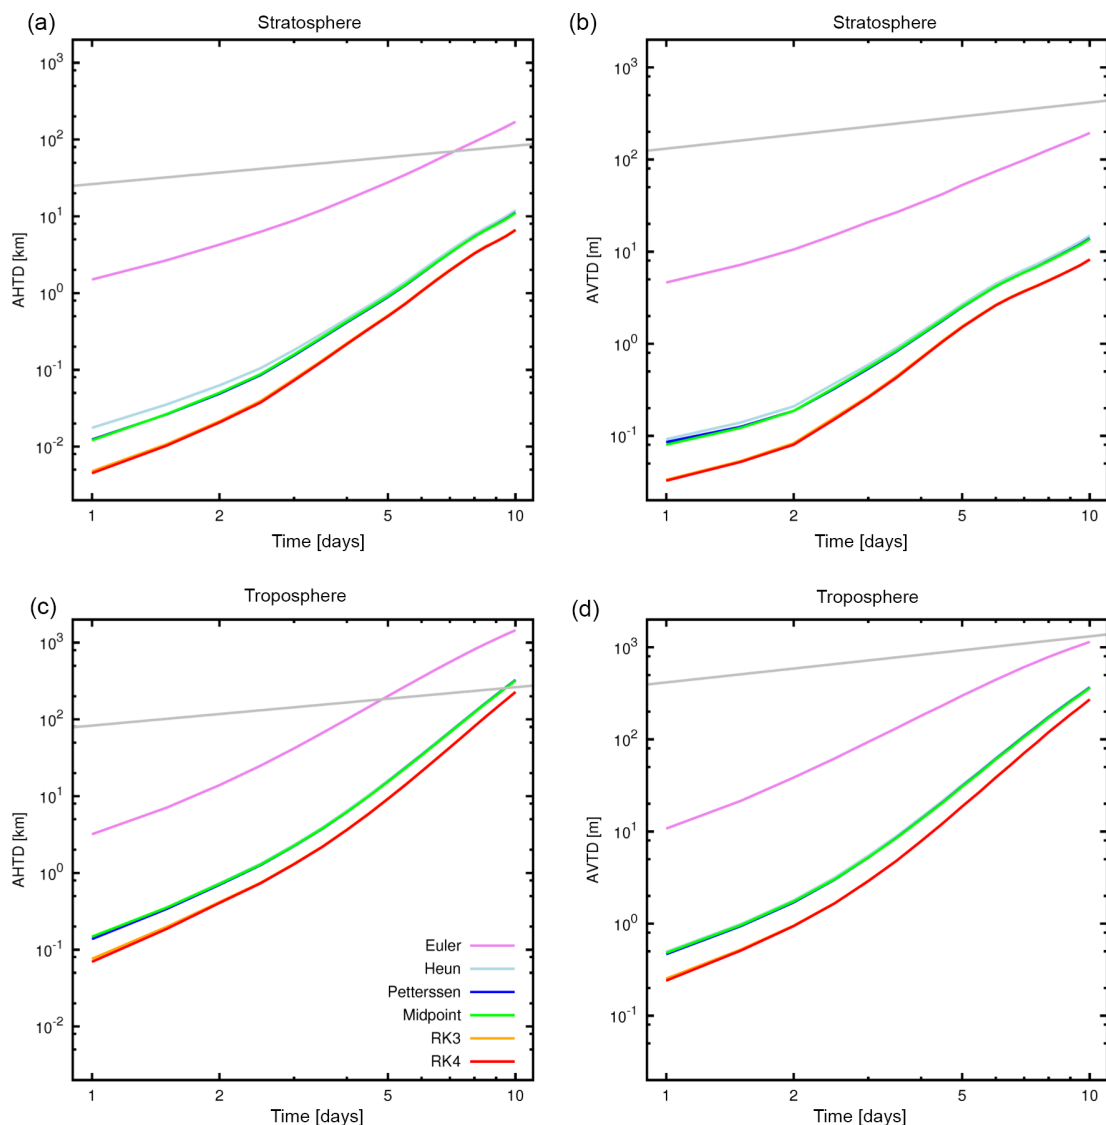 (a)
Stratosphere
10³
10²
10¹
10⁰
10⁻¹
10⁻²
AHTD [km]
1
2
5
10
Time [days]
(b)
Stratosphere
10³
10²
10¹
10⁰
10⁻¹
AVTD [m]
1
2
5
10
Time [days]
(c)
Troposphere
10³
10²
10¹
10⁰
10⁻¹
10⁻²
AHTD [km]
Euler
Heun
Petterssen
Midpoint
RK3
RK4
1
2
5
10
Time [days]
(d)
Troposphere
10³
10²
10¹
10⁰
10⁻¹
AVTD [m]
1
2
5
10
Time [days]